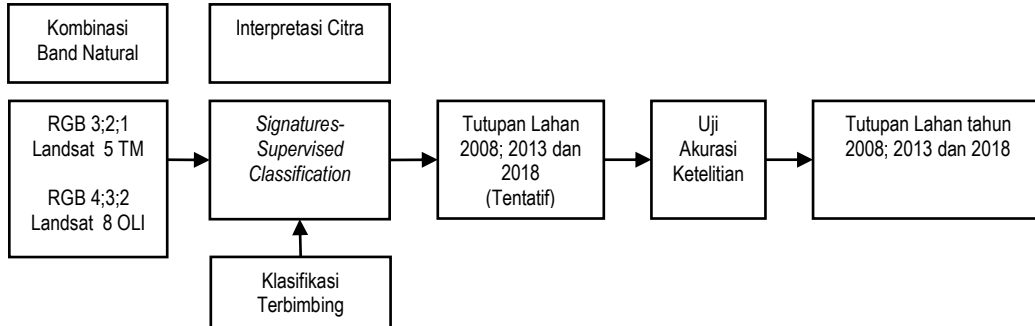 Kombinasi
Band Natural
Interpretasi Citra
RGB 3;2;1
Landsat 5 TM
RGB 4;3;2
Landsat 8 OLI
Signatures-
Supervised
Classification
Tutupan Lahan
2008; 2013 dan
2018
(Tentatif)
Uji
Akurasi
Ketelitian
Tutupan Lahan tahun
2008; 2013 dan 2018
Klasifikasi
Terbimbing